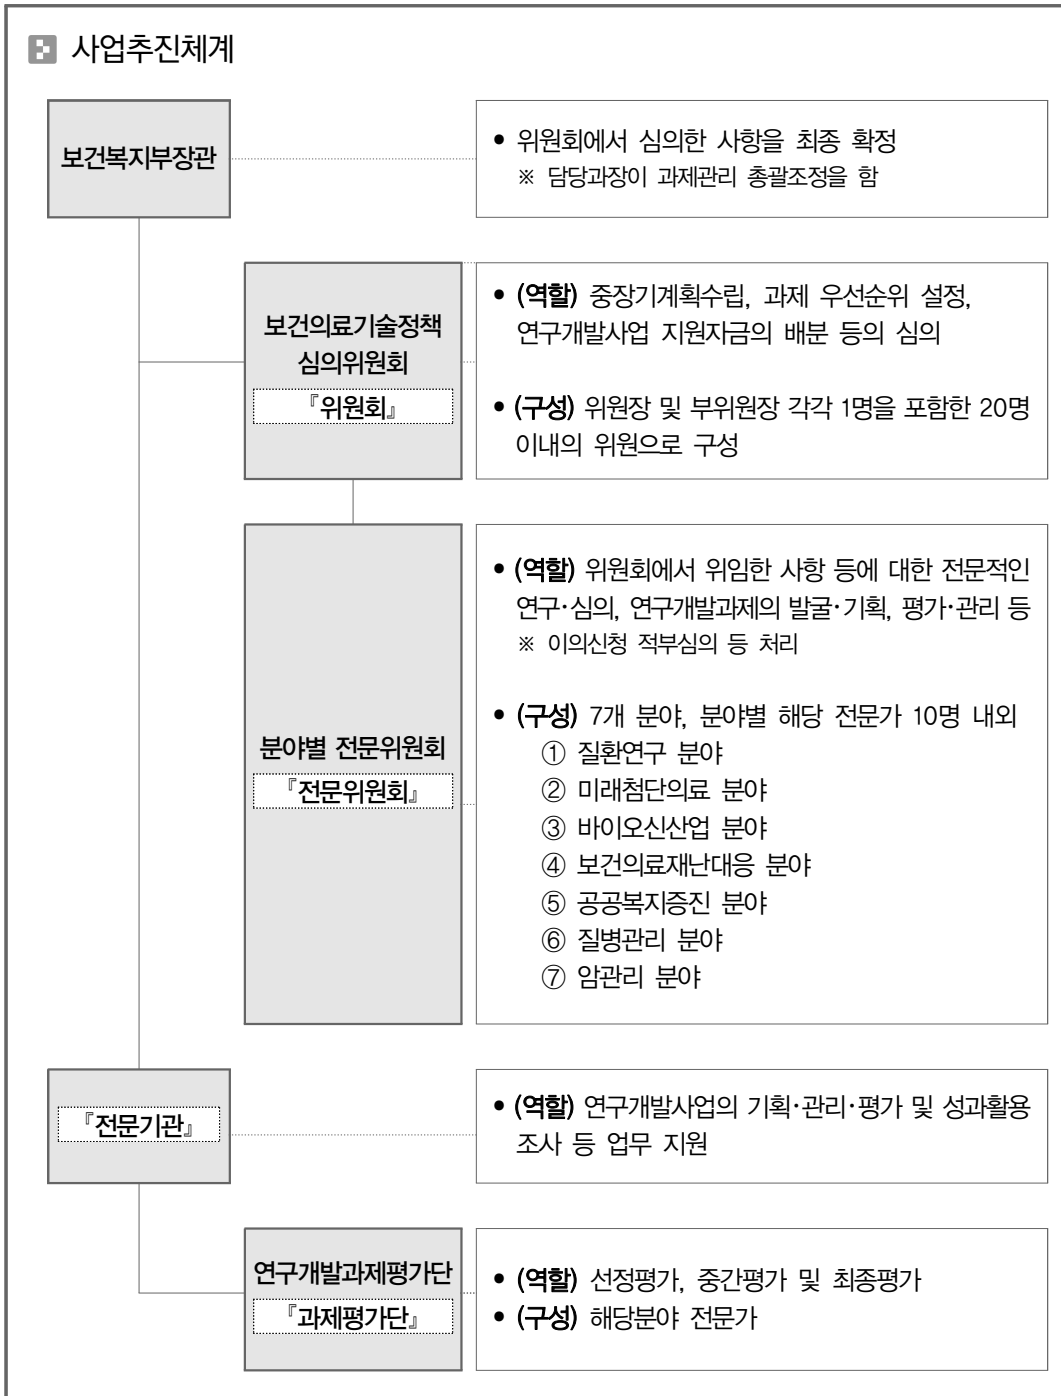 사업추진체계
보건복지부장관
• 위원회에서 심의한 사항을 최종 확정
※ 담당과장이 과제관리 총괄조정을 함
보건의료기술정책
심의위원회
『위원회』
• (역할) 중장기계획수립, 과제 우선순위 설정,
연구개발사업 지원자금의 배분 등의 심의
• (구성) 위원장 및 부위원장 각각 1명을 포함한 20명
이내의 위원으로 구성
분야별 전문위원회
『전문위원회』
• (역할) 위원회에서 위임한 사항 등에 대한 전문적인
연구·심의, 연구개발과제의 발굴·기획, 평가·관리 등
※ 이의신청 적부심의 등 처리
• (구성) 7개 분야, 분야별 해당 전문가 10명 내외
① 질환연구 분야
② 미래첨단의료 분야
③ 바이오신산업 분야
④ 보건의료재난대응 분야
⑤ 공공복지증진 분야
⑥ 질병관리 분야
⑦ 암관리 분야
『전문기관』
• (역할) 연구개발사업의 기획·관리·평가 및 성과활용
조사 등 업무 지원
연구개발과제평가단
『과제평가단』
• (역할) 선정평가, 중간평가 및 최종평가
• (구성) 해당분야 전문가